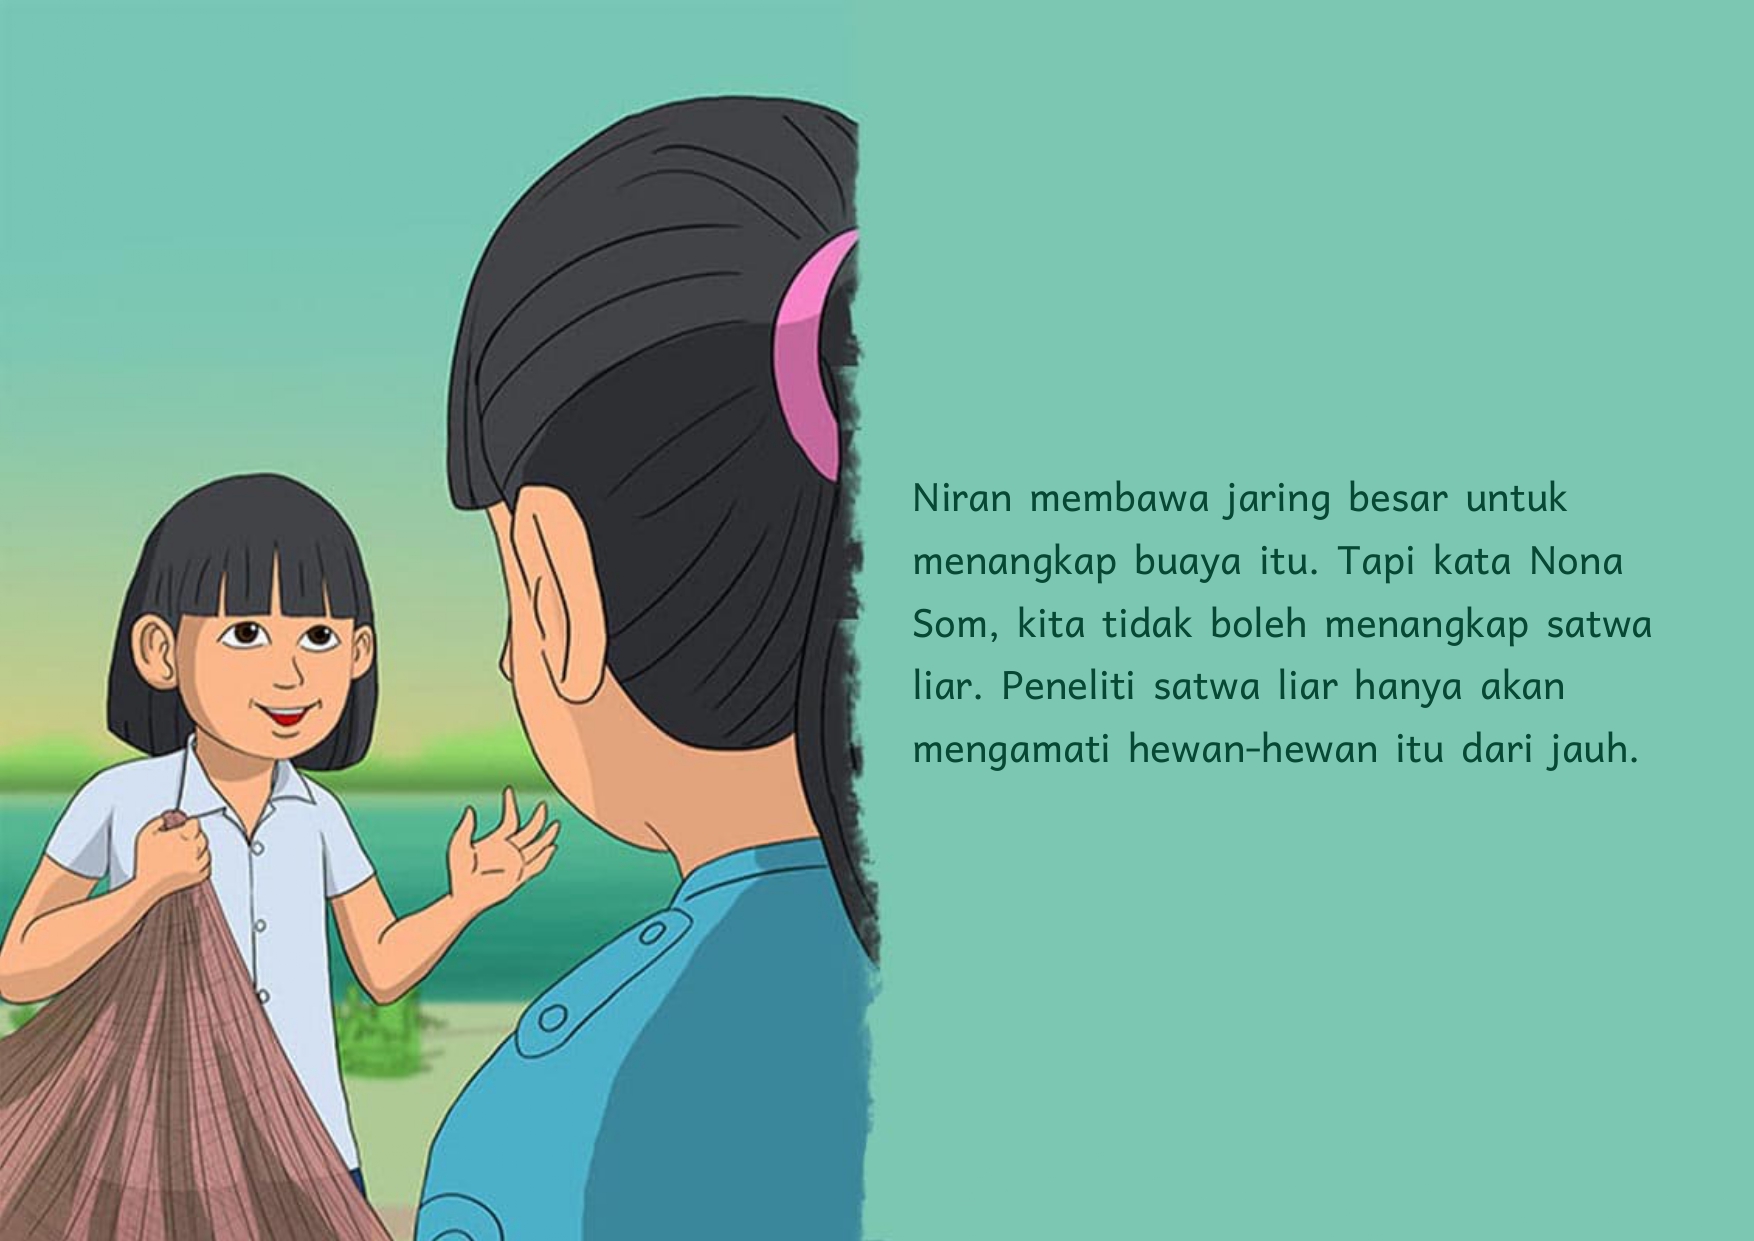 Niran membawa jaring besar untuk
menangkap buaya itu. Tapi kata Nona
Som, kita tidak boleh menangkap satwa
liar. Peneliti satwa liar hanya akan
mengamati hewan-hewan itu dari jauh.